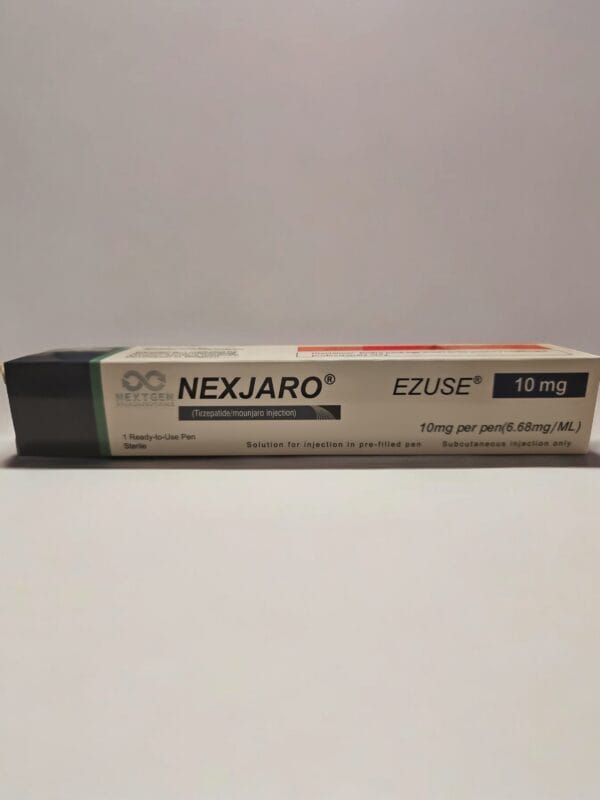 NEXTGEN
PHARMACEUTICALS
NEXJARO®
(Tirzepatide/mounjaro injection)
EZUSE®
10 mg
10mg per pen(6.68mg/ML)
1 Ready-to-Use Pen
Sterile
Solution for injection in pre-filled pen
Subcutaneous injection only